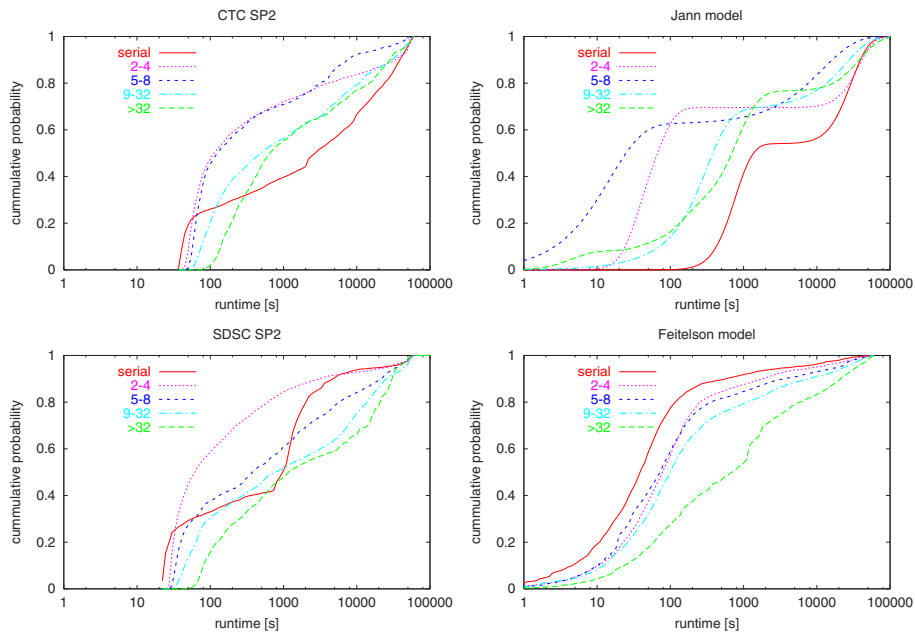 CTC SP2
cummulative probability
1
0.8
0.6
0.4
0.2
0
serial
2-4
5-8
9-32
>32
1 10 100 1000 10000 100000
runtime [s]
Jann model
cummulative probability
1
0.8
0.6
0.4
0.2
0
serial
2-4
5-8
9-32
>32
1 10 100 1000 10000 100000
runtime [s]
SDSC SP2
cummulative probability
1
0.8
0.6
0.4
0.2
0
serial
2-4
5-8
9-32
>32
1 10 100 1000 10000 100000
runtime [s]
Feitelson model
cummulative probability
1
0.8
0.6
0.4
0.2
0
serial
2-4
5-8
9-32
>32
1 10 100 1000 10000 100000
runtime [s]